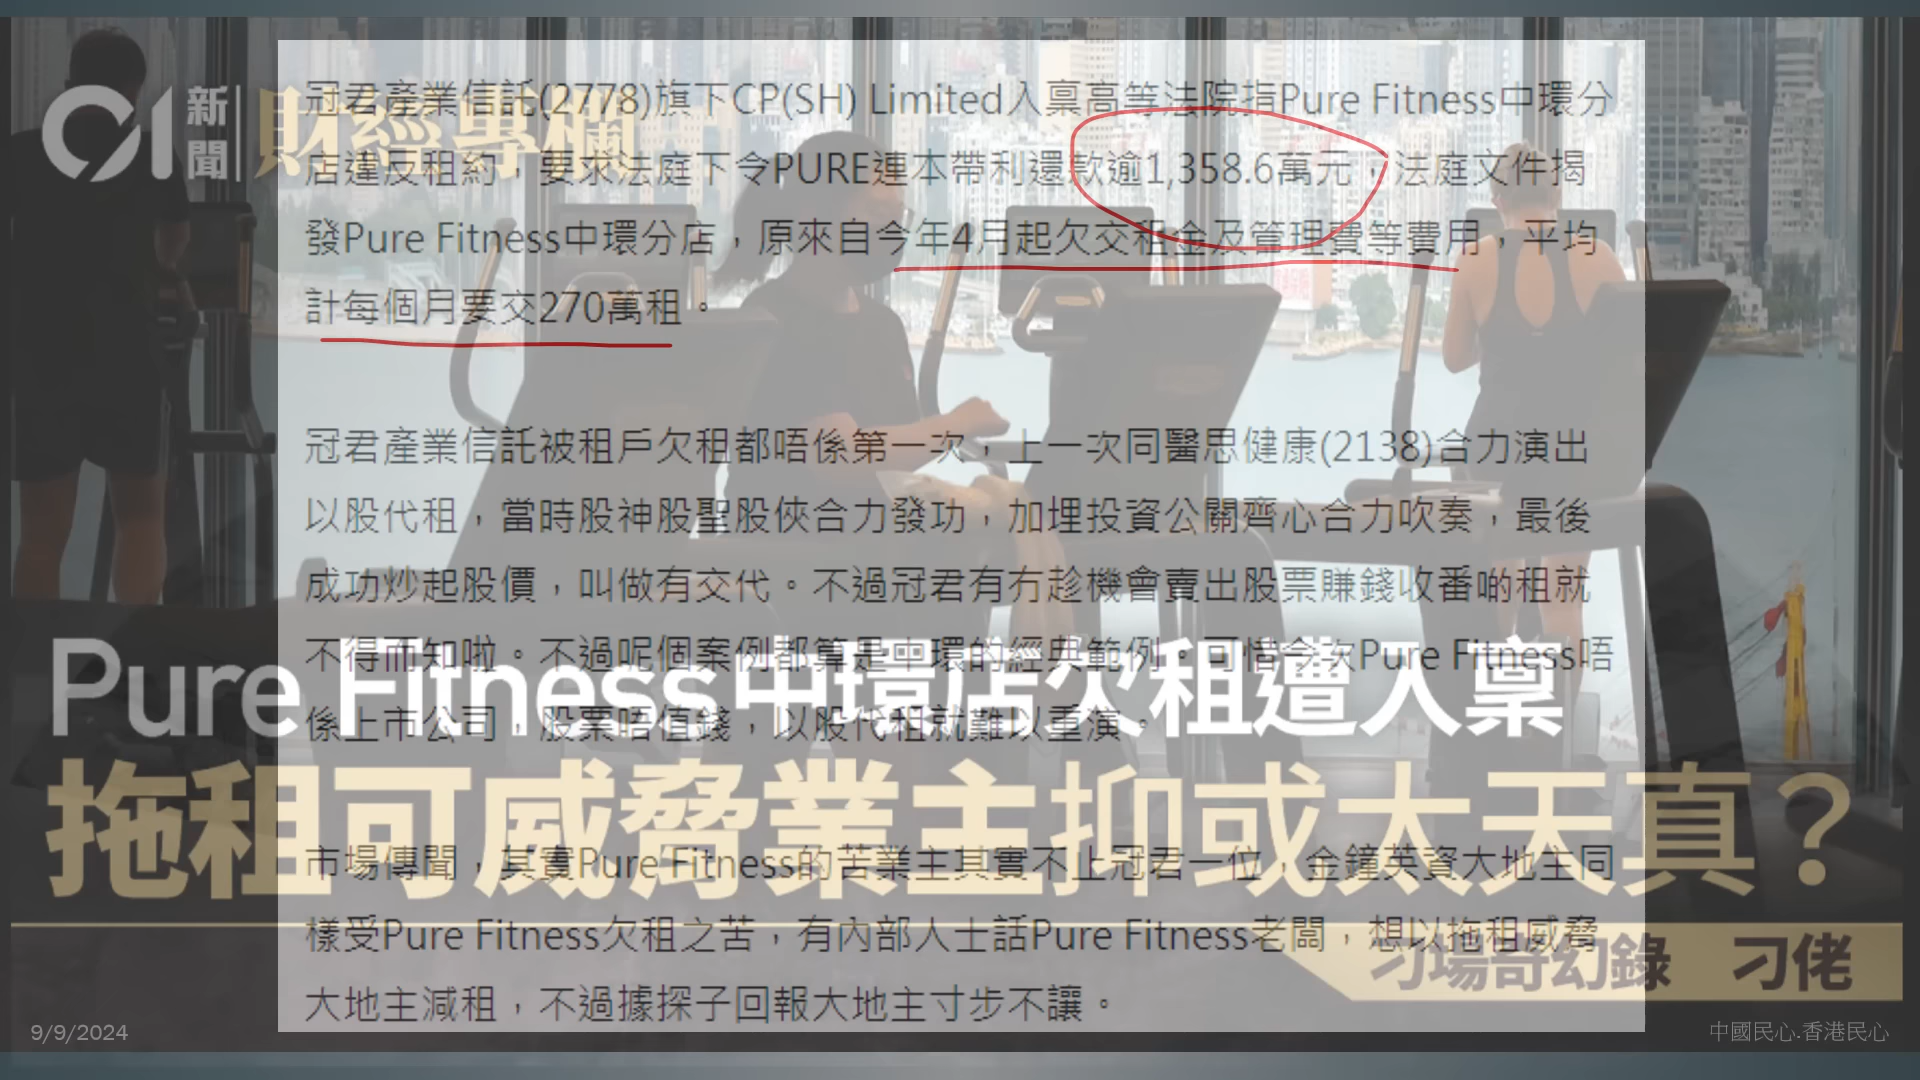 01
新聞
財經專欄
冠君產業信託(2778)旗下CP(SH) Limited入稟高等法院指Pure Fitness中環分
店違反租約，要求法庭下令PURE連本帶利還款逾1,358.6萬元，法庭文件揭
發Pure Fitness中環分店，原來自今年4月起欠交租金及管理費等費用，平均
計每個月要交270萬租。
冠君產業信託被租戶欠租都唔係第一次，上一次同醫思健康(2138)合力演出
以股代租，當時股神股聖股俠合力發功，加埋投資公關齊心合力吹奏，最後
成功炒起股價，叫做有交代。不過冠君有冇趁機會賣出股票賺錢收番啲租就
不得而知啦。不過呢個案例都算是中環的經典範例。可惜今次Pure Fitness唔
係上市公司，股票唔值錢，以股代租就難以重演。
Pure Fitness中環店欠租遭入稟
拖租可威脅業主抑或太天真？
市場傳聞，其實Pure Fitness的苦業主其實不止冠君一位，金鐘英資大地主同
樣受Pure Fitness欠租之苦，有內部人士話Pure Fitness老闆，想以拖租威脅
大地主減租，不過據探子回報大地主寸步不讓。
刁場奇幻錄 刁佬
9/9/2024
中國民心.香港民心